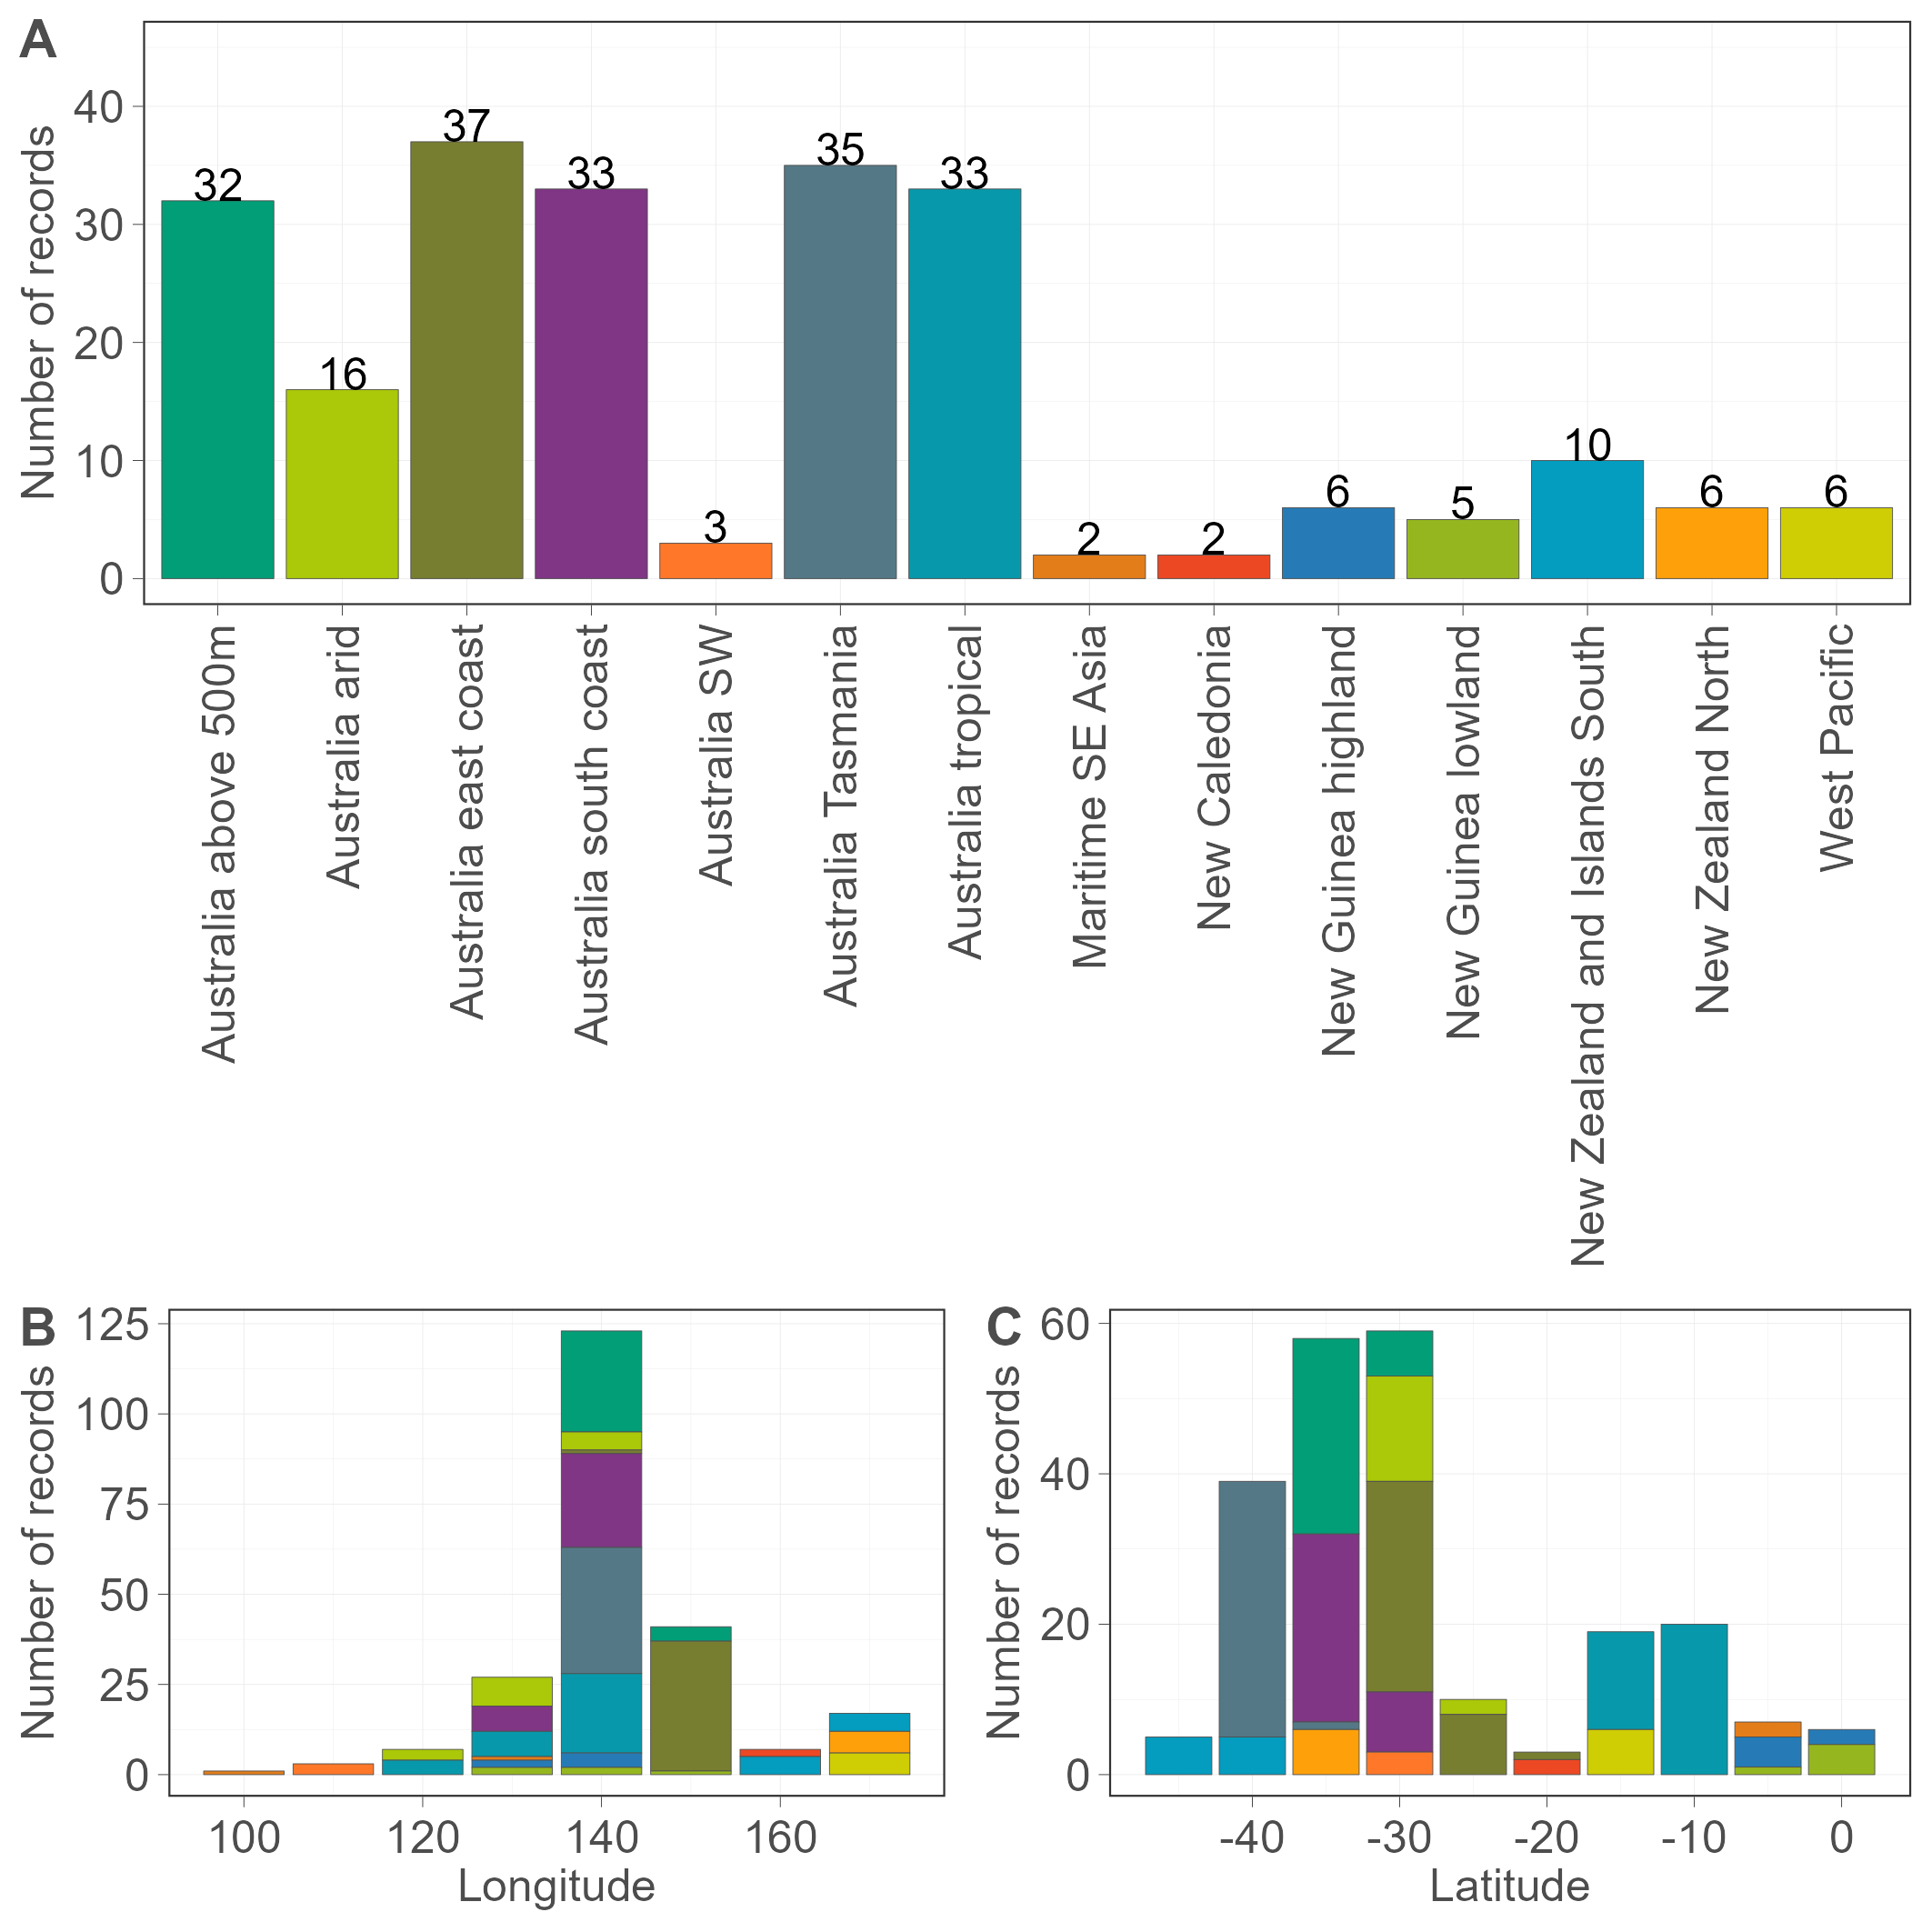 A
Number of records
40
30
20
10
0
32
16
37
33
3
35
33
2
2
6
5
10
6
6
Australia above 500m
Australia arid
Australia east coast
Australia south coast
Australia SW
Australia Tasmania
Australia tropical
Maritime SE Asia
New Caledonia
New Guinea highland
New Guinea lowland
New Zealand and Islands South
New Zealand North
West Pacific
B
Number of records
125
100
75
50
25
0
100
120
140
160
Longitude
C
Number of records
60
40
20
0
-40
-30
-20
-10
0
Latitude